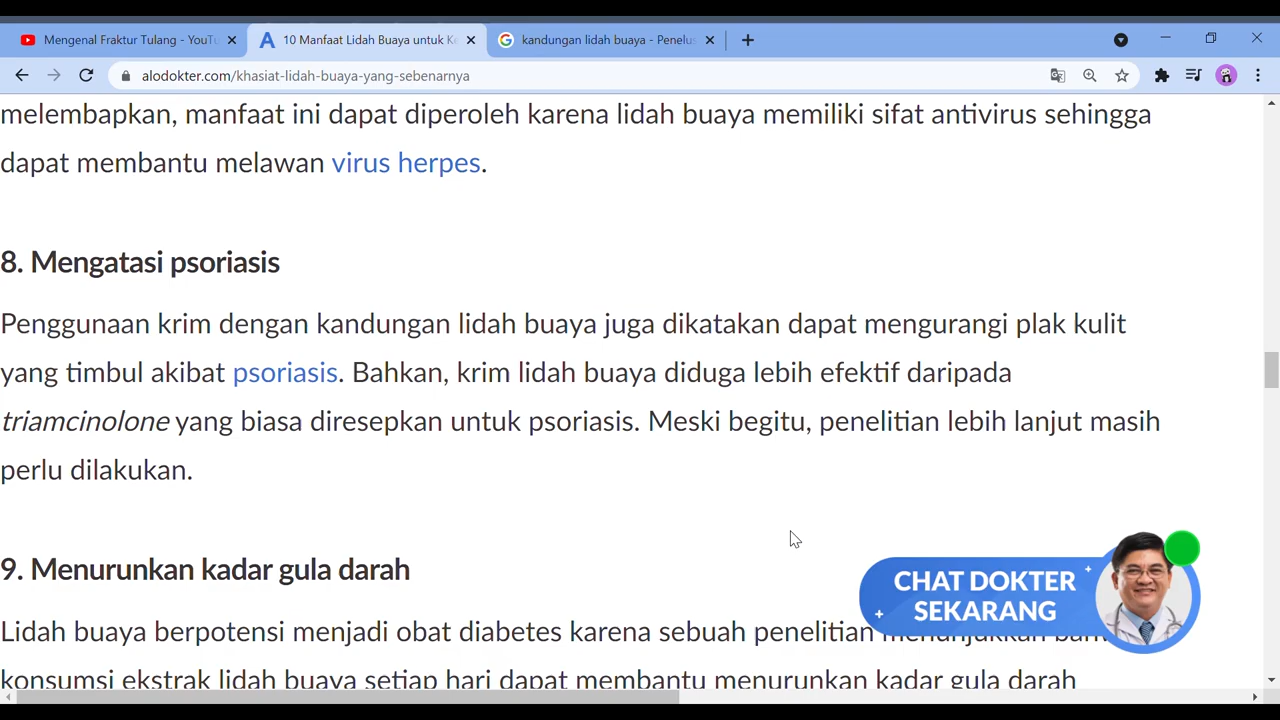 Mengenal Fraktur Tulang - YouTu
10 Manfaat Lidah Buaya untuk Ke
kandungan lidah buaya - Penelus
alodokter.com/khasiat-lidah-buaya-yang-sebenarnya
melembapkan, manfaat ini dapat diperoleh karena lidah buaya memiliki sifat antivirus sehingga
dapat membantu melawan virus herpes.
8. Mengatasi psoriasis
Penggunaan krim dengan kandungan lidah buaya juga dikatakan dapat mengurangi plak kulit
yang timbul akibat psoriasis. Bahkan, krim lidah buaya diduga lebih efektif daripada
triamcinolone yang biasa diresepkan untuk psoriasis. Meski begitu, penelitian lebih lanjut masih
perlu dilakukan.
9. Menurunkan kadar gula darah
CHAT DOKTER
SEKARANG
Lidah buaya berpotensi menjadi obat diabetes karena sebuah penelitian
konsumsi ekstrak lidah buaya setiap hari dapat membantu menurunkan kadar gula darah